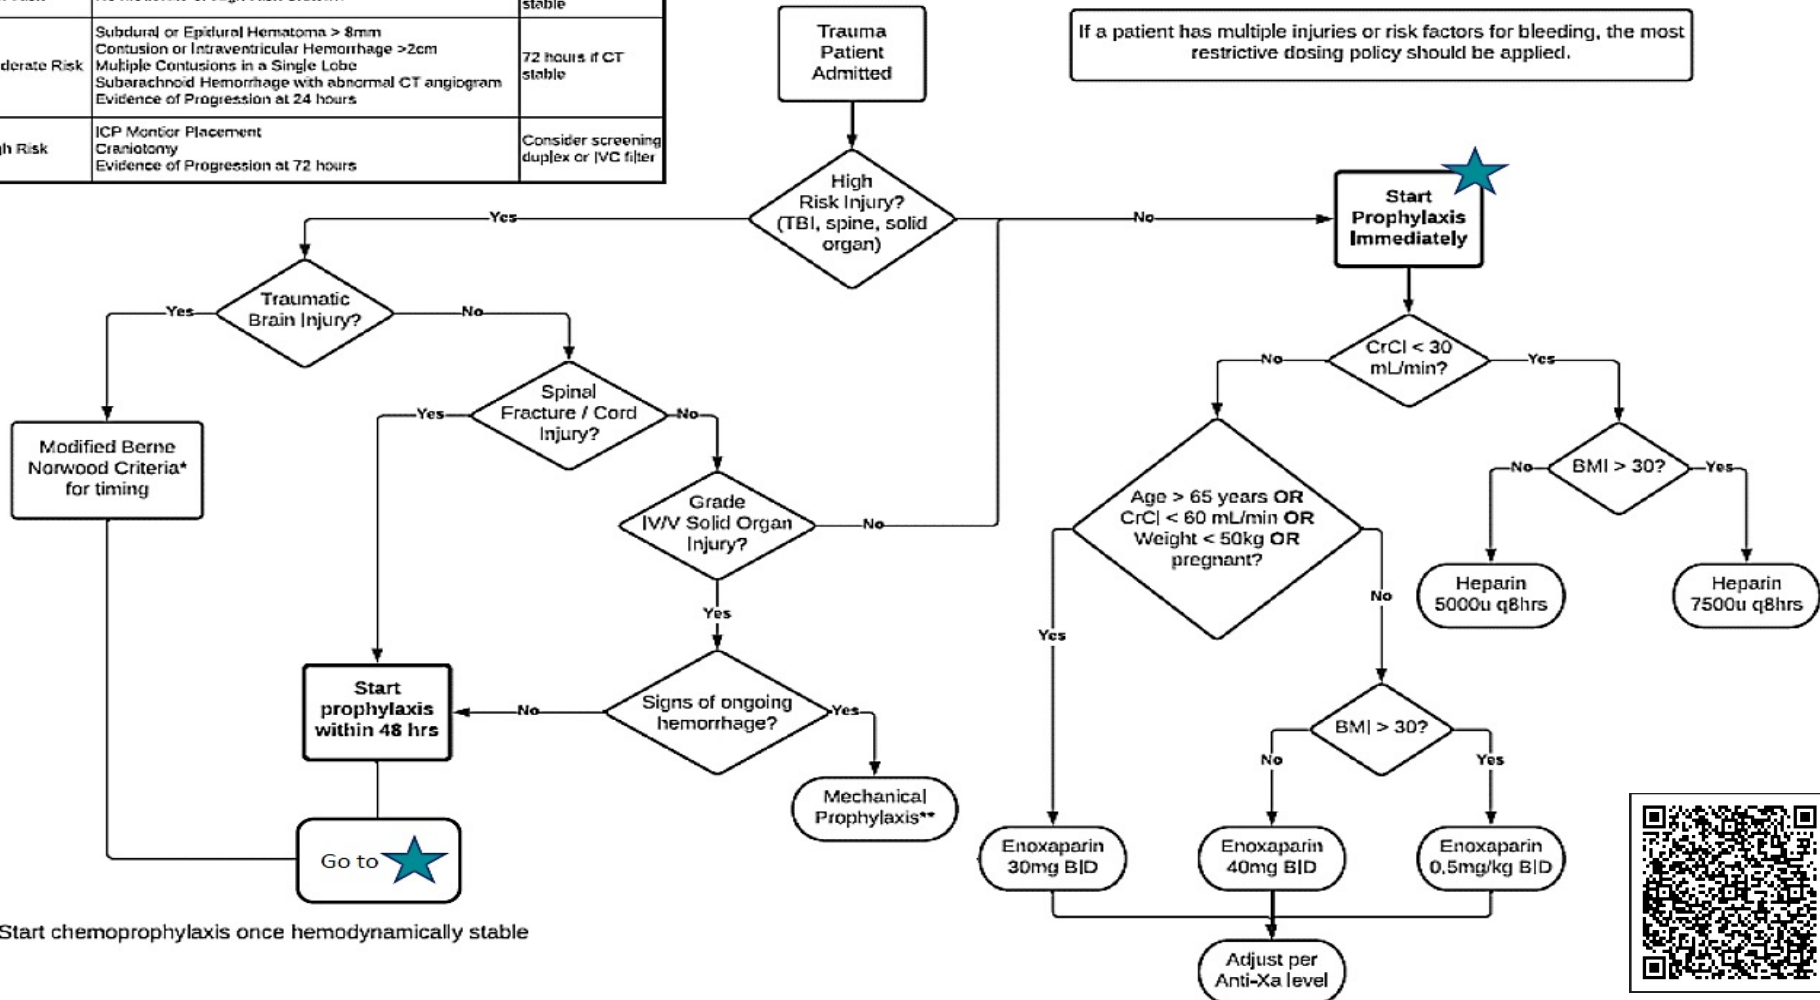 stable
Subdural or Epidural Hematoma > 8mm
Contusion or Intraventricular Hemorrhage >2cm
Multiple Contusions in a Single Lobe
Subarachnoid Hemorrhage with abnormal CT angiogram
Evidence of Progression at 24 hours
derate Risk
72 hours if CT
stable
gh Risk
ICP Montior Placement
Craniotomy
Evidence of Progression at 72 hours
Consider screening
duplex or IVC filter
Trauma
Patient
Admitted
If a patient has multiple injuries or risk factors for bleeding, the most
restrictive dosing policy should be applied.
High
Risk Injury?
(TBI, spine, solid
organ)
Yes
No
Start
Prophylaxis
Immediately
Traumatic
Brain Injury?
Yes
No
CrCl < 30
mL/min?
No
Yes
Spinal
Fracture / Cord
Injury?
Yes
No
Modified Berne
Norwood Criteria*
for timing
BMI > 30?
No
Yes
Grade
IV/V Solid Organ
Injury?
No
Yes
Age > 65 years OR
CrCl < 60 mL/min OR
Weight < 50kg OR
pregnant?
Yes
No
Heparin
5000u q8hrs
Heparin
7500u q8hrs
Start
prophylaxis
within 48 hrs
No
Signs of ongoing
hemorrhage?
Yes
BMI > 30?
No
Yes
Mechanical
Prophylaxis**
Go to
Enoxaparin
30mg BID
Enoxaparin
40mg BID
Enoxaparin
0.5mg/kg BID
Start chemoprophylaxis once hemodynamically stable
Adjust per
Anti-Xa level